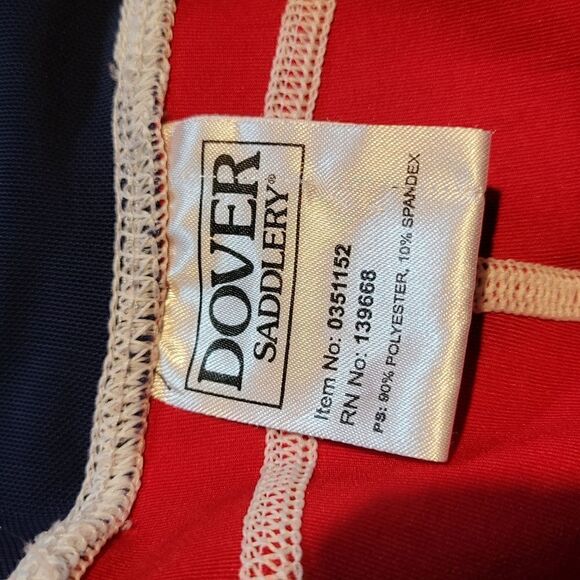 DOVER
SADDLERY®
Item No: 0351152
RN No: 139668
PS: 90% POLYESTER, 10% SPANDEX